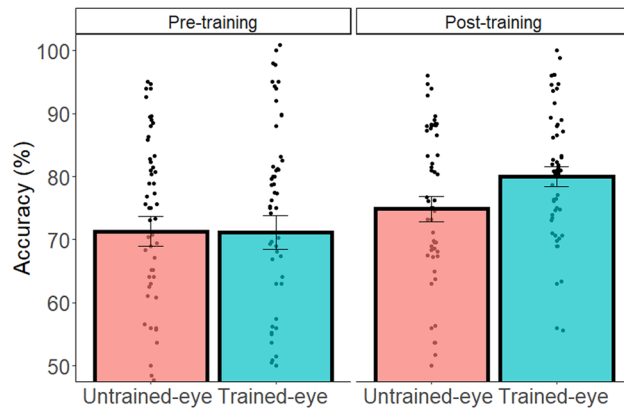 Pre-training Post-training
100
90
80
70
60
50
Accuracy (%)
Untrained-eye Trained-eye Untrained-eye Trained-eye